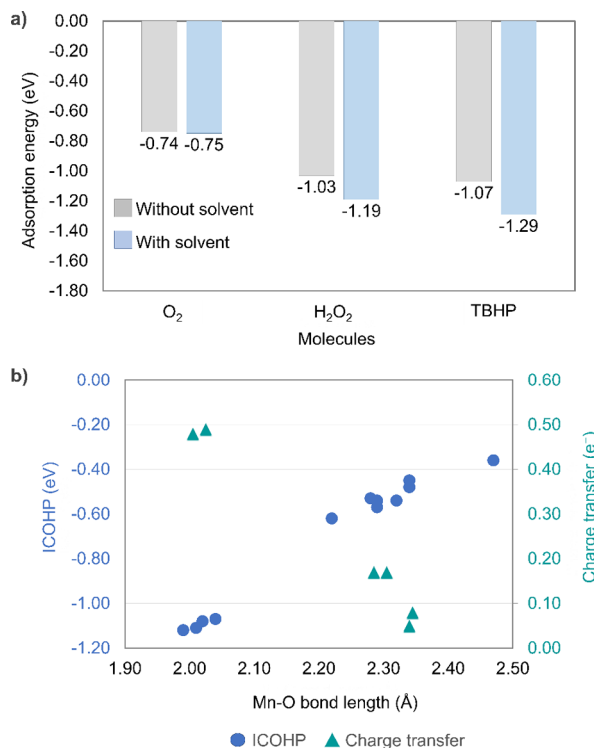 a)
Adsorption energy (eV)
0.00
-0.20
-0.40
-0.60
-0.80
-1.00
-1.20
-1.40
-1.60
-1.80
-0.74
-0.75
-1.03
-1.19
-1.07
-1.29
Without solvent
With solvent
O₂
H₂O₂
TBHP
Molecules
b)
ICOHP (eV)
0.00
-0.20
-0.40
-0.60
-0.80
-1.00
-1.20
0.60
0.50
0.40
0.30
0.20
0.10
0.00
Charge transfer (e⁻)
1.90
2.00
2.10
2.20
2.30
2.40
2.50
Mn-O bond length (Å)
ICOHP
Charge transfer